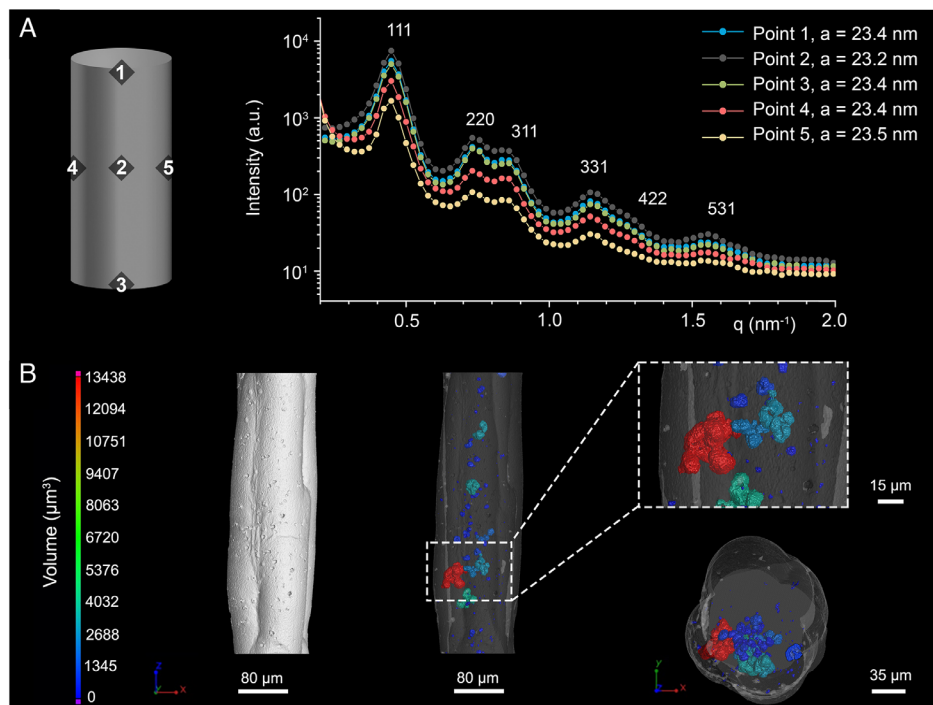 A
1
4 2 5
3
Intensity (a.u.)
10⁴
10³
10²
10¹
111
220
311
331
422
531
0.5 1.0 1.5 2.0
q (nm⁻¹)
Point 1, a = 23.4 nm
Point 2, a = 23.2 nm
Point 3, a = 23.4 nm
Point 4, a = 23.4 nm
Point 5, a = 23.5 nm
B
Volume (µm³)
13438
12094
10751
9407
8063
6720
5376
4032
2688
1345
0
z
y x
80 µm
80 µm
15 µm
y
z x
35 µm